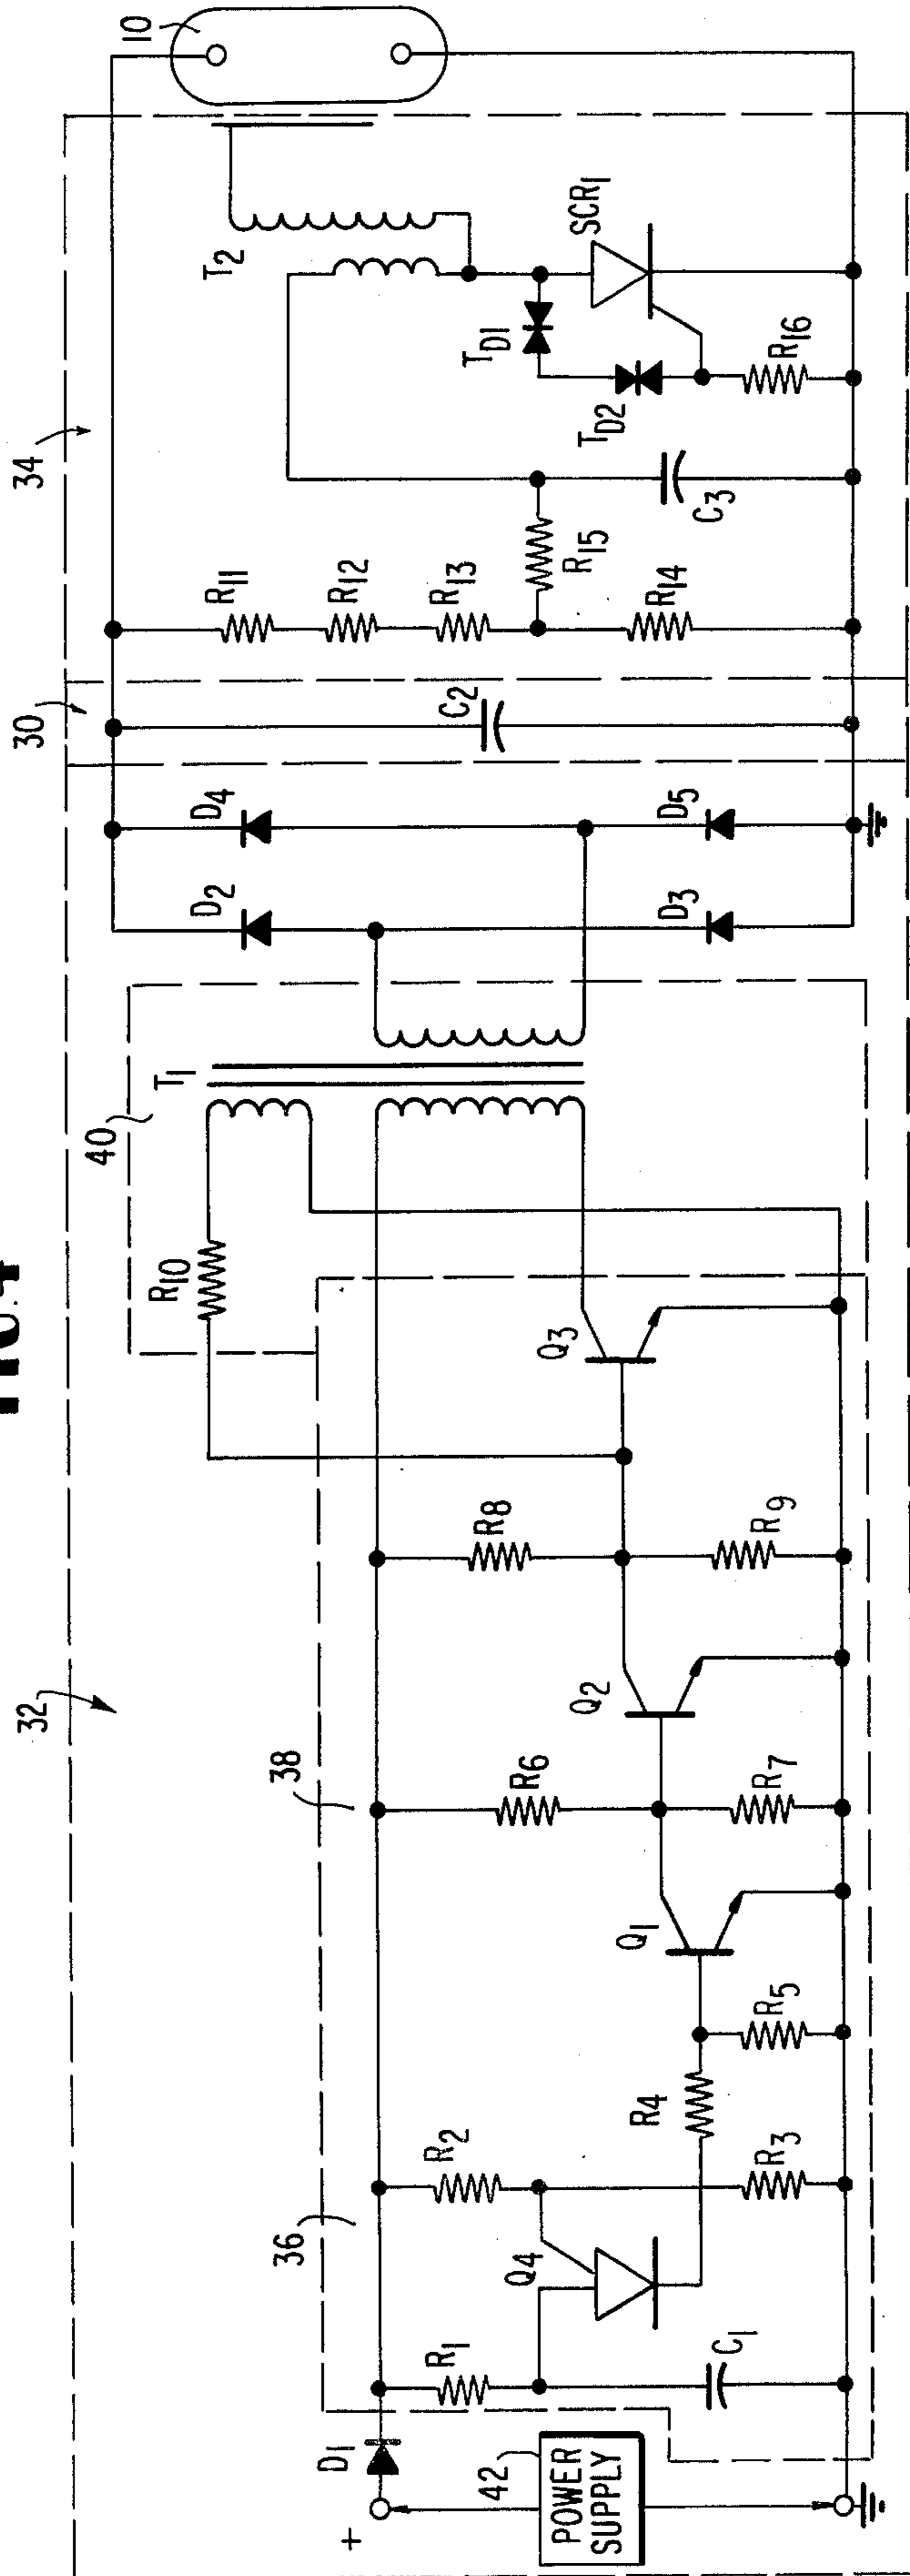 32
40
30
34
10
T1
R10
D2
D4
R11
R12
R13
C2
R15
R14
C3
T2
TD1
TD2
SCR1
R16
D3
D5
36
38
D1
+
42
POWER
SUPPLY
R1
C1
Q4
R2
R3
R4
R5
Q1
R6
R7
Q2
R8
R9
Q3